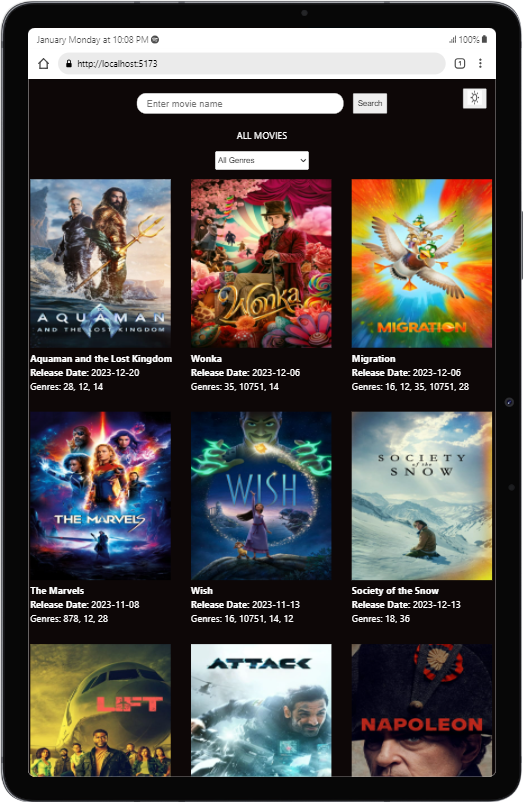 January Monday at 10:08 PM
100%
http://localhost:5173
1
Enter movie name
Search
ALL MOVIES
All Genres
AQUAMAN
AND THE LOST KINGDOM
Wonka
MIGRATION
Aquaman and the Lost Kingdom
Wonka
Migration
Release Date: 2023-12-20
Release Date: 2023-12-06
Release Date: 2023-12-06
Genres: 28, 12, 14
Genres: 35, 10751, 14
Genres: 16, 12, 35, 10751, 28
THE MARVELS
WISH
SOCIETY
of the
SNOW
The Marvels
Wish
Society of the Snow
Release Date: 2023-11-08
Release Date: 2023-11-13
Release Date: 2023-12-13
Genres: 878, 12, 28
Genres: 16, 10751, 14, 12
Genres: 18, 36
LIFT
ATTACK
NAPOLEON